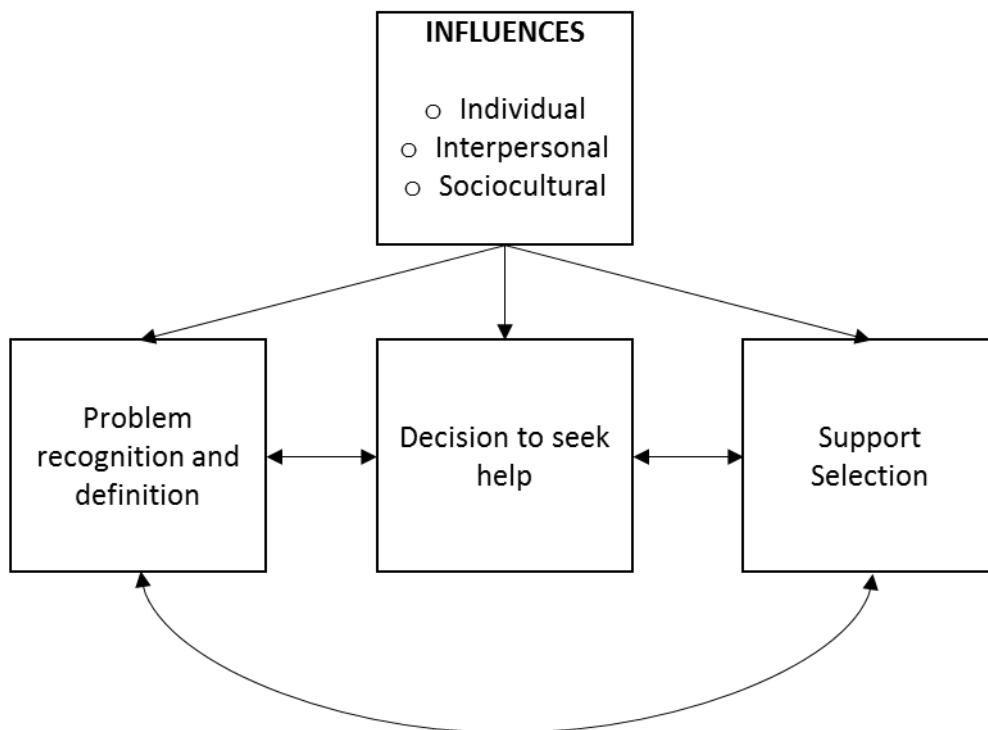 INFLUENCES
o Individual
o Interpersonal
o Sociocultural
Problem
recognition and
definition
Decision to seek
help
Support
Selection